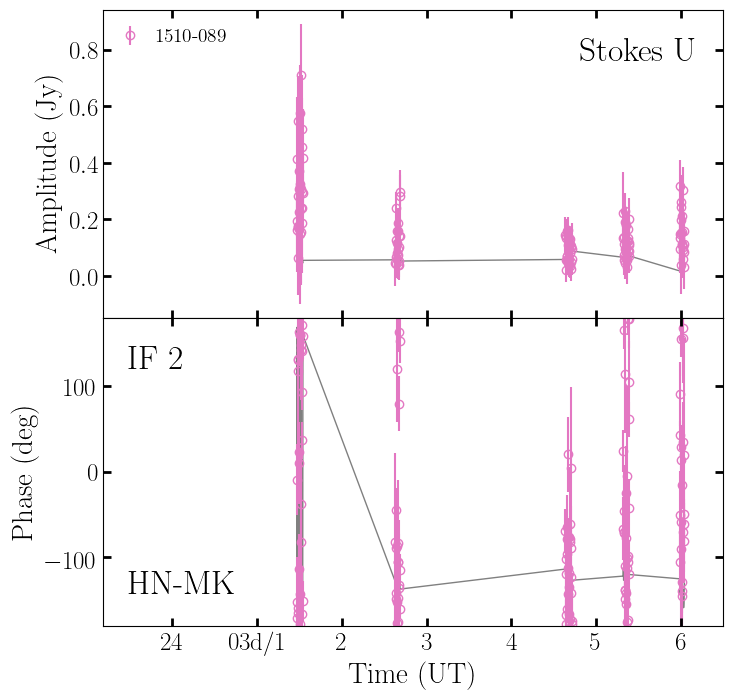 1510-089
Stokes U
0.8
0.6
0.4
0.2
0.0
Amplitude (Jy)
IF 2
100
0
−100
Phase (deg)
HN-MK
24 03d/1 2 3 4 5 6
Time (UT)